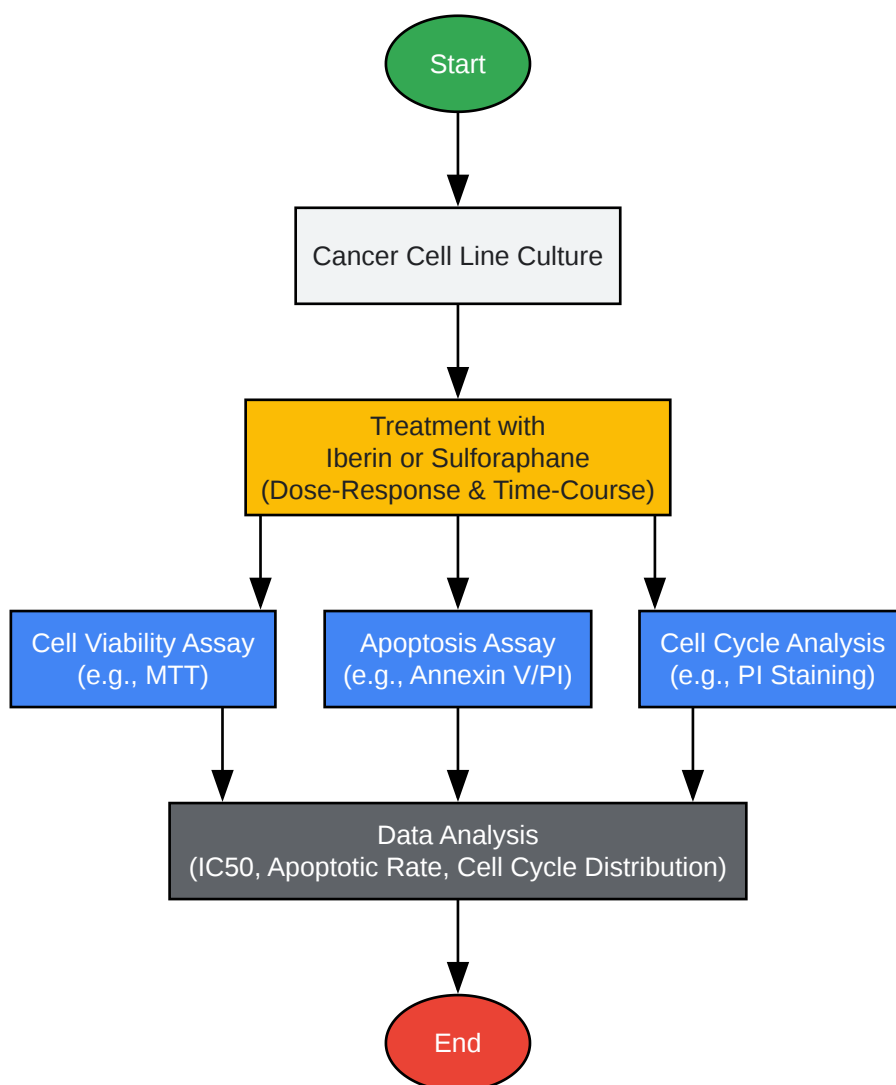 Start
Cancer Cell Line Culture
Treatment with
Iberin or Sulforaphane
(Dose-Response & Time-Course)
Cell Viability Assay
(e.g., MTT)
Apoptosis Assay
(e.g., Annexin V/PI)
Cell Cycle Analysis
(e.g., PI Staining)
Data Analysis
(IC50, Apoptotic Rate, Cell Cycle Distribution)
End